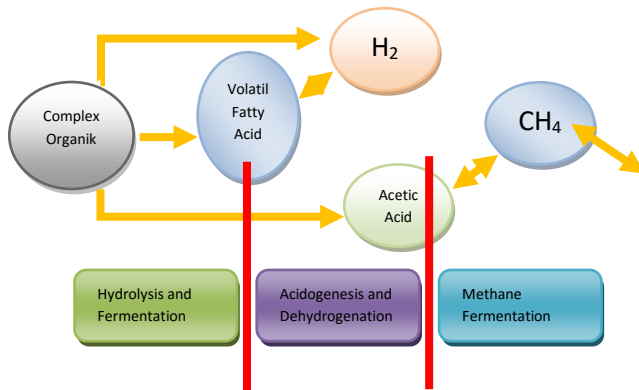 H₂
Volatil
Fatty
Acid
Complex
Organik
CH₄
Acetic
Acid
Hydrolysis and
Fermentation
Acidogenesis and
Dehydrogenation
Methane
Fermentation